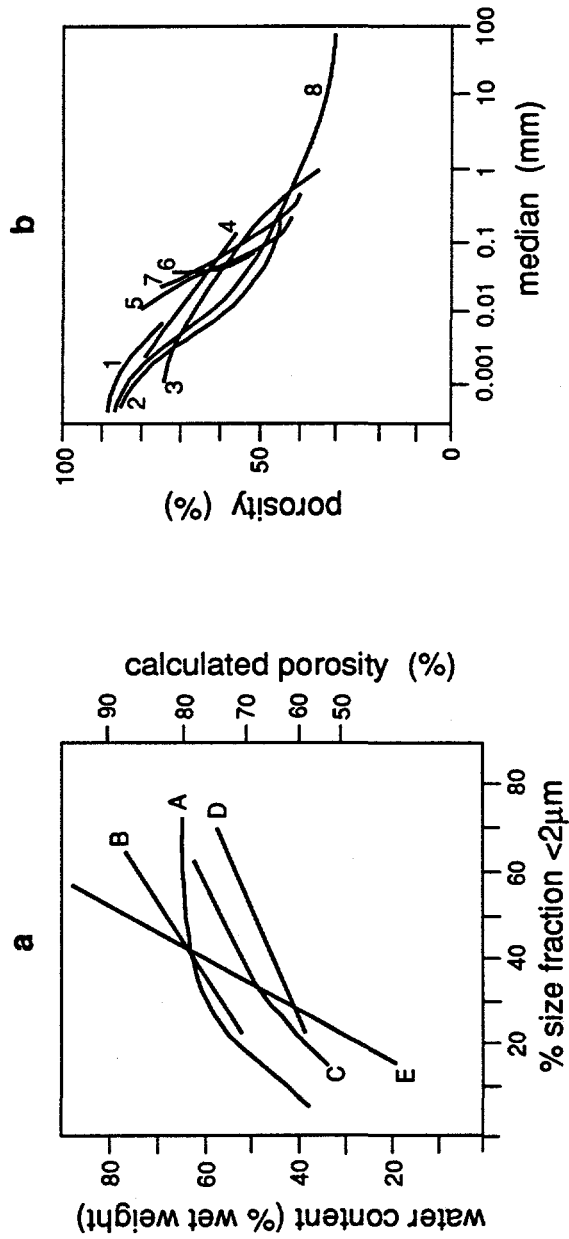 a
water content (% wet weight)
80
60
40
20
calculated porosity (%)
90
80
70
60
50
20
40
60
80
% size fraction <2μm
A
B
C
D
E
b
porosity (%)
100
50
0
0.001
0.01
0.1
1
10
100
median (mm)
1
2
3
4
5
6
7
8